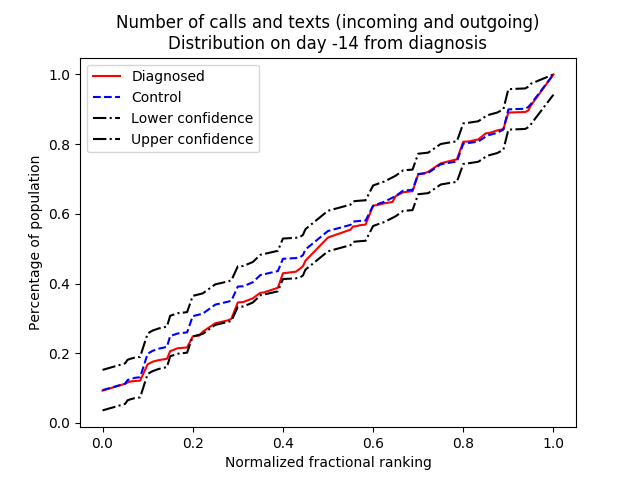 Number of calls and texts (incoming and outgoing)
Distribution on day -14 from diagnosis
Diagnosed
Control
Lower confidence
Upper confidence
Percentage of population
1.0
0.8
0.6
0.4
0.2
0.0
0.0 0.2 0.4 0.6 0.8 1.0
Normalized fractional ranking